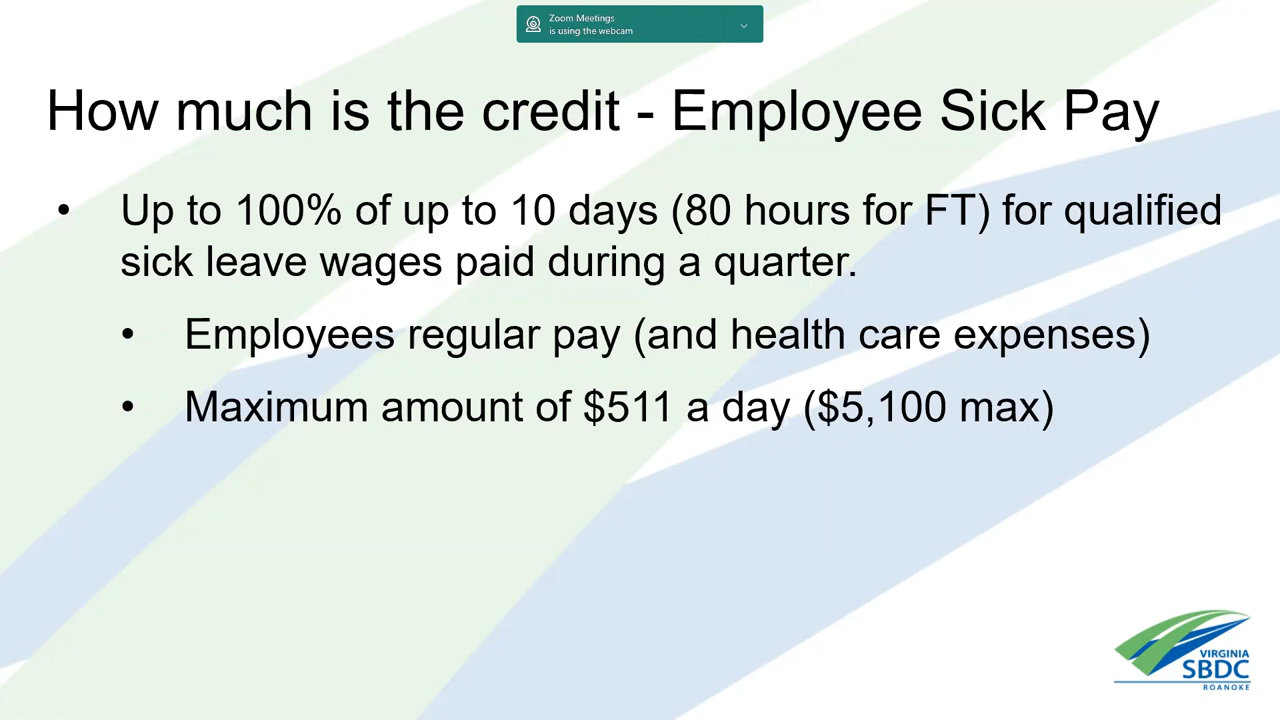 Zoom Meetings
is using the webcam
How much is the credit - Employee Sick Pay
• Up to 100% of up to 10 days (80 hours for FT) for qualified
sick leave wages paid during a quarter.
• Employees regular pay (and health care expenses)
• Maximum amount of $511 a day ($5,100 max)
VIRGINIA
SBDC
ROANOKE